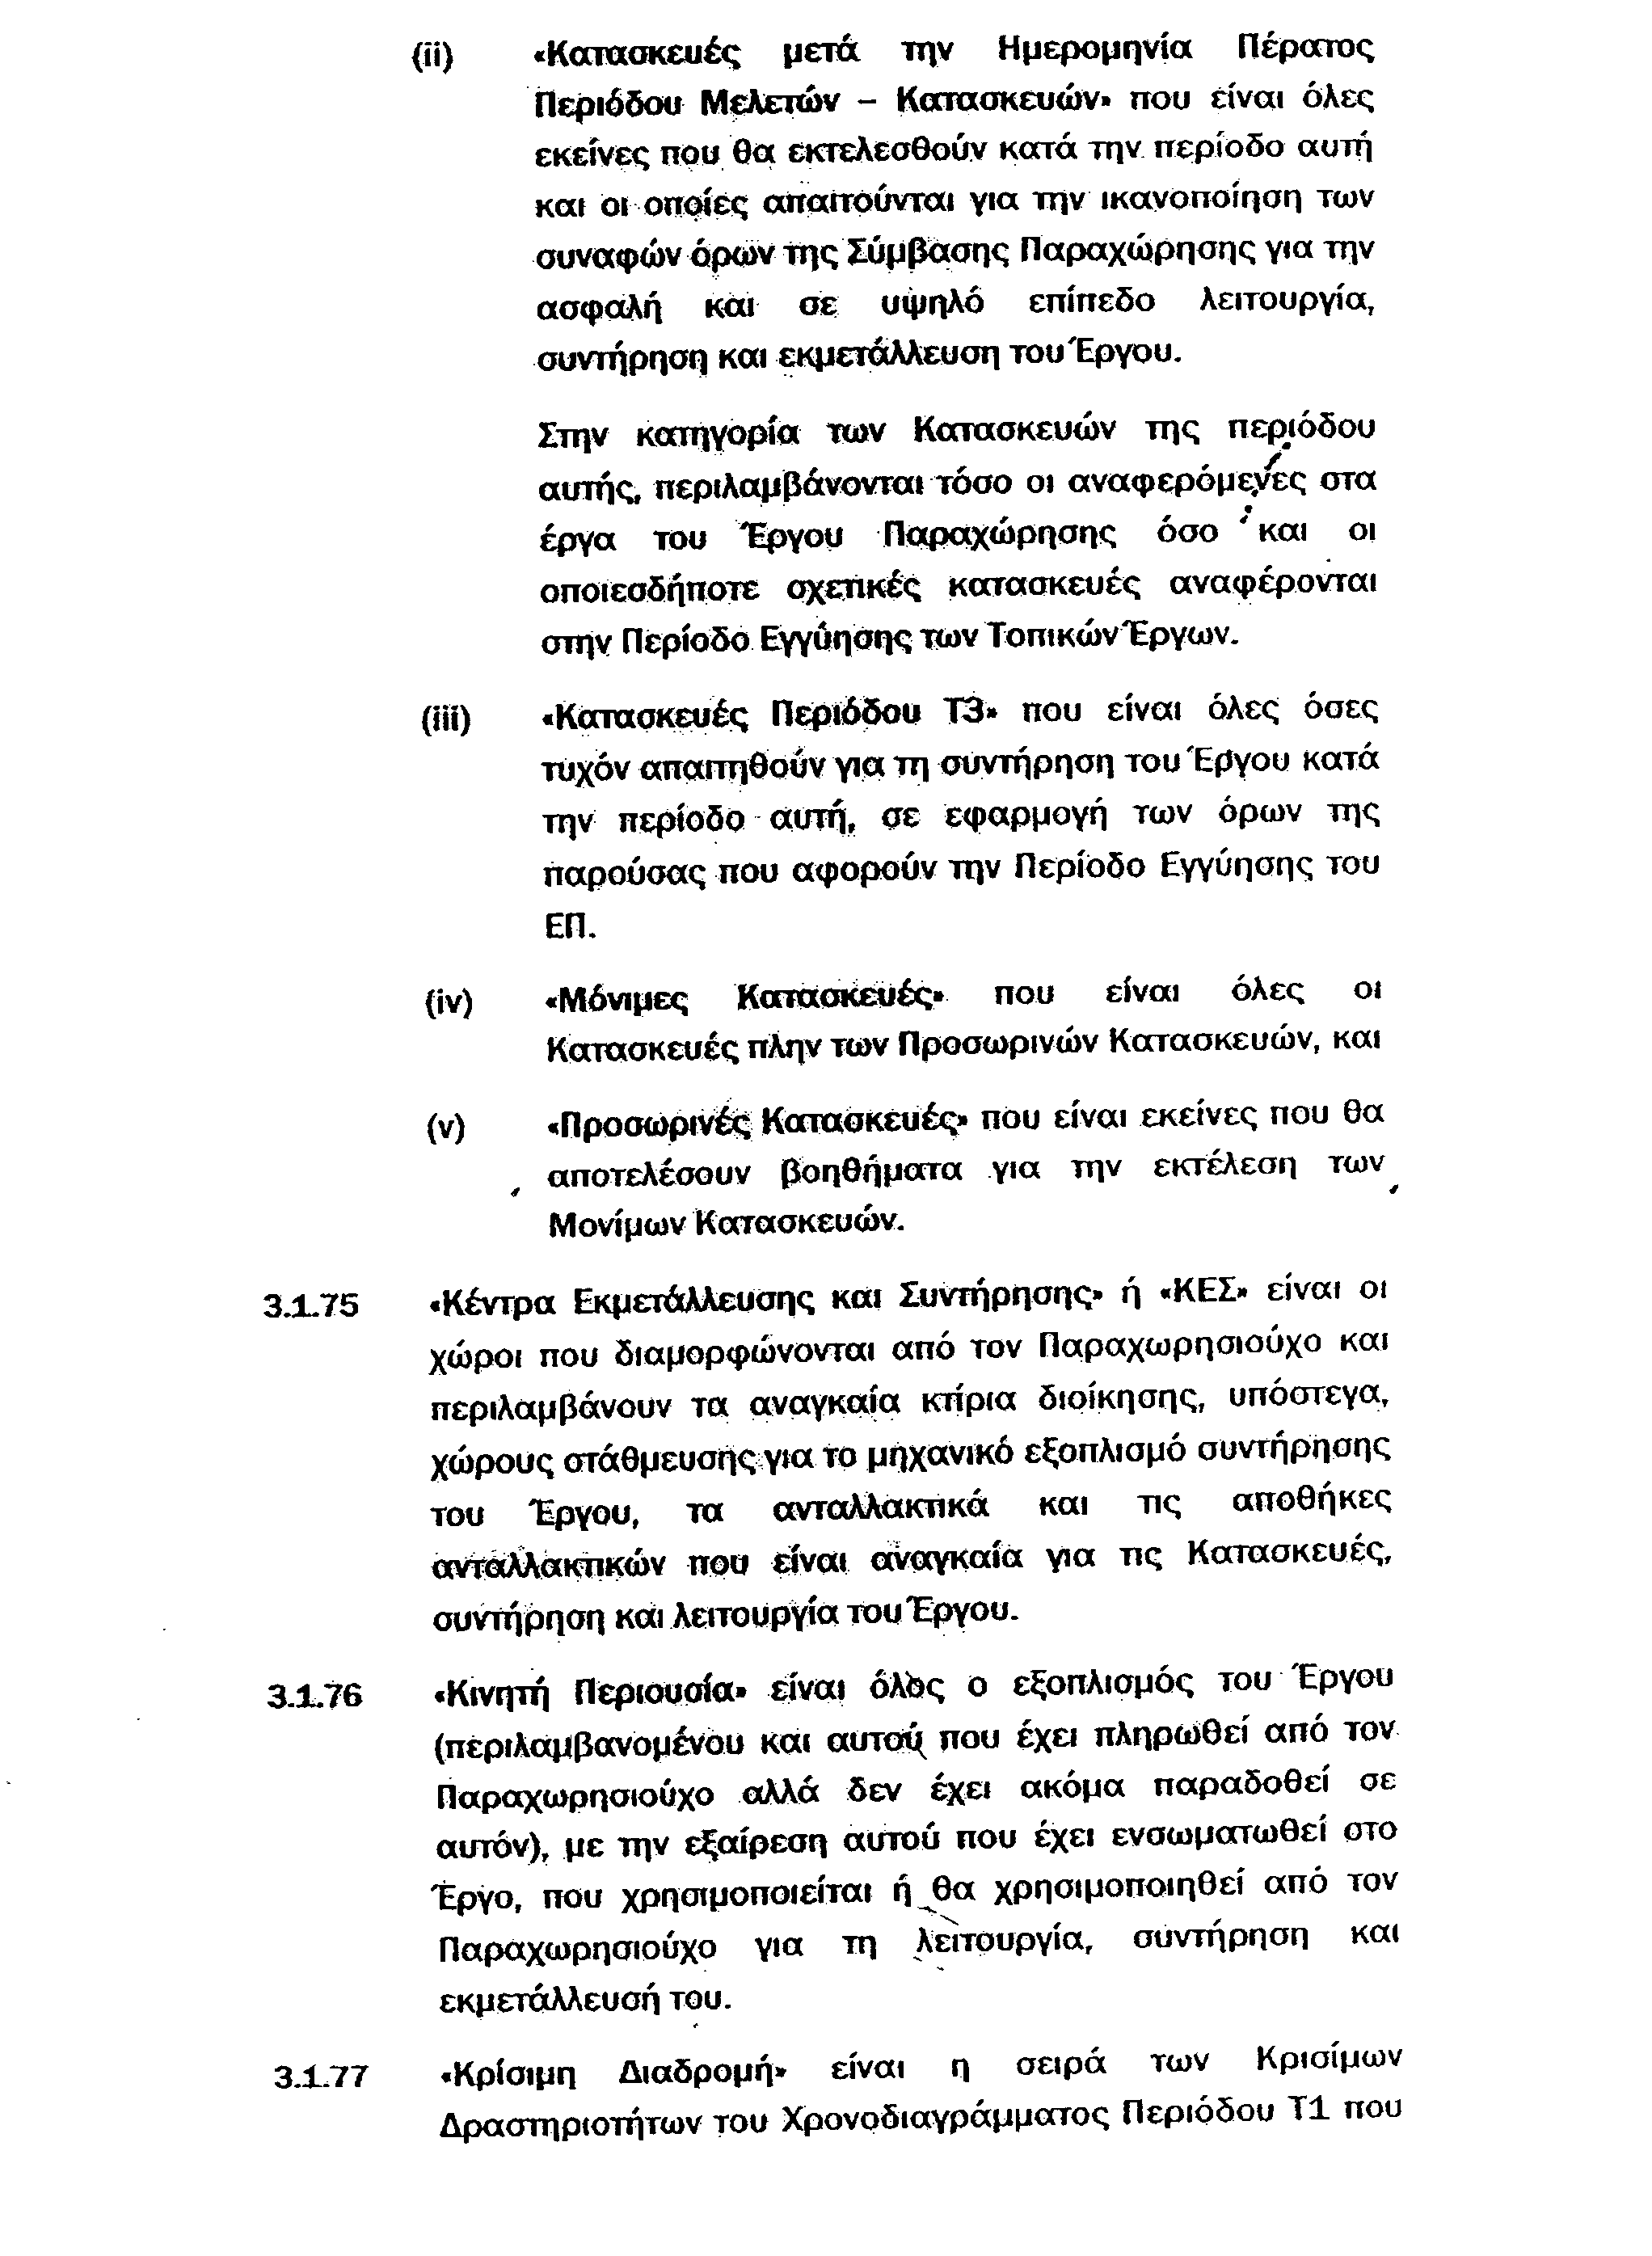 (ii) «Κατασκευές μετά την Ημερομηνία Πέρατος
Περιόδου Μελετών – Κατασκευών» που είναι όλες
εκείνες που θα εκτελεσθούν κατά την περίοδο αυτή
και οι οποίες απαιτούνται για την ικανοποίηση των
συναφών όρων της Σύμβασης Παραχώρησης για την
ασφαλή και σε υψηλό επίπεδο λειτουργία,
συντήρηση και εκμετάλλευση του Έργου.
Στην κατηγορία των Κατασκευών της περιόδου
αυτής, περιλαμβάνονται τόσο οι αναφερόμενες στα
έργα του Έργου Παραχώρησης όσο και οι
οποιεσδήποτε σχετικές κατασκευές αναφέρονται
στην Περίοδο Εγγύησης των Τοπικών Έργων.
(iii) «Κατασκευές Περιόδου Τ3» που είναι όλες όσες
τυχόν απαιτηθούν για τη συντήρηση του Έργου κατά
την περίοδο αυτή, σε εφαρμογή των όρων της
παρούσας που αφορούν την Περίοδο Εγγύησης του
ΕΠ.
(iv) «Μόνιμες Κατασκευές» που είναι όλες οι
Κατασκευές πλην των Προσωρινών Κατασκευών, και
(v) «Προσωρινές Κατασκευές» που είναι εκείνες που θα
αποτελέσουν βοηθήματα για την εκτέλεση των
Μονίμων Κατασκευών.
3.1.75 «Κέντρα Εκμετάλλευσης και Συντήρησης» ή «ΚΕΣ» είναι οι
χώροι που διαμορφώνονται από τον Παραχωρησιούχο και
περιλαμβάνουν τα αναγκαία κτίρια διοίκησης, υπόστεγα,
χώρους στάθμευσης για το μηχανικό εξοπλισμό συντήρησης
του Έργου, τα ανταλλακτικά και τις αποθήκες
ανταλλακτικών που είναι αναγκαία για τις Κατασκευές,
συντήρηση και λειτουργία του Έργου.
3.1.76 «Κινητή Περιουσία» είναι όλος ο εξοπλισμός του Έργου
(περιλαμβανομένου και αυτού που έχει πληρωθεί από τον
Παραχωρησιούχο αλλά δεν έχει ακόμα παραδοθεί σε
αυτόν), με την εξαίρεση αυτού που έχει ενσωματωθεί στο
Έργο, που χρησιμοποιείται ή θα χρησιμοποιηθεί από τον
Παραχωρησιούχο για τη λειτουργία, συντήρηση και
εκμετάλλευσή του.
3.1.77 «Κρίσιμη Διαδρομή» είναι η σειρά των Κρισίμων
Δραστηριοτήτων του Χρονοδιαγράμματος Περιόδου Τ1 που